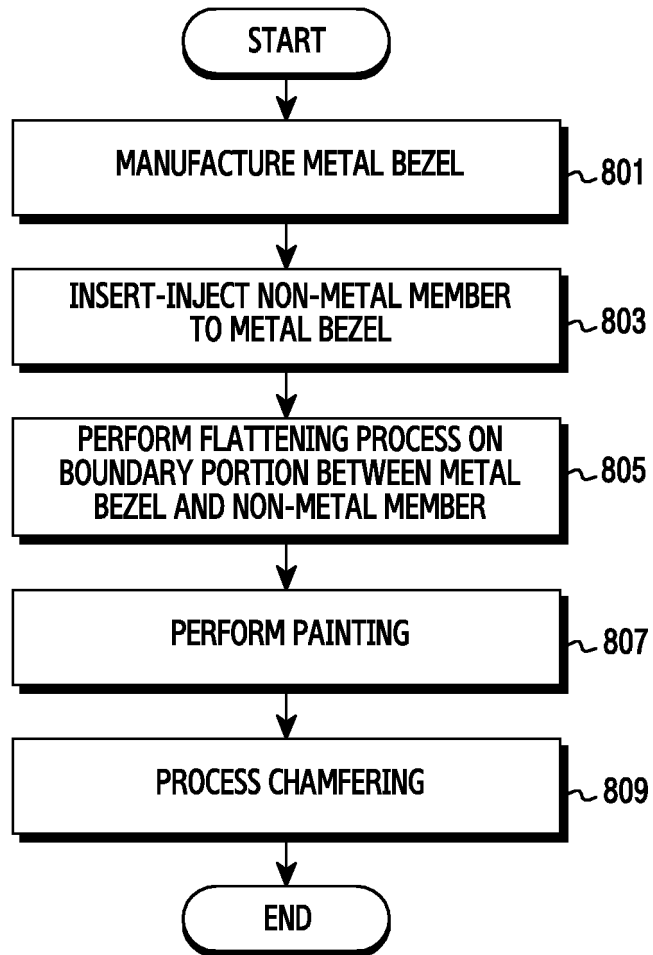 START
MANUFACTURE METAL BEZEL
801
INSERT-INJECT NON-METAL MEMBER
TO METAL BEZEL
803
PERFORM FLATTENING PROCESS ON
BOUNDARY PORTION BETWEEN METAL
BEZEL AND NON-METAL MEMBER
805
PERFORM PAINTING
807
PROCESS CHAMFERING
809
END